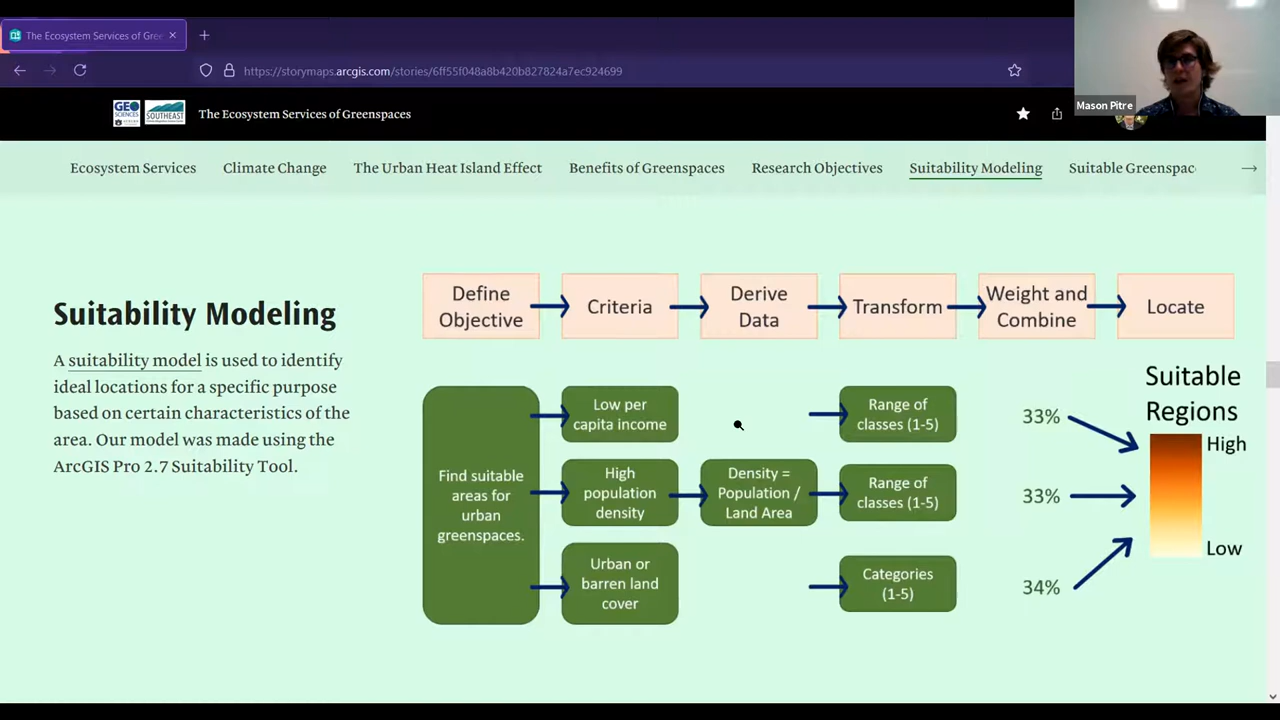 The Ecosystem Services of Gree
https://storymaps.arcgis.com/stories/6ff55f048a8b420b827824a7ec924699
Mason Pitre
GEO
SCIENCES
SOUTHEAST
The Ecosystem Services of Greenspaces
Ecosystem Services
Climate Change
The Urban Heat Island Effect
Benefits of Greenspaces
Research Objectives
Suitability Modeling
Suitable Greenspac
Suitability Modeling
A suitability model is used to identify
ideal locations for a specific purpose
based on certain characteristics of the
area. Our model was made using the
ArcGIS Pro 2.7 Suitability Tool.
Define
Objective
Criteria
Derive
Data
Transform
Weight and
Combine
Locate
Find suitable
areas for
urban
greenspaces.
Low per
capita income
Range of
classes (1-5)
33%
High
population
density
Density =
Population /
Land Area
Range of
classes (1-5)
33%
Urban or
barren land
cover
Categories
(1-5)
34%
Suitable
Regions
High
Low